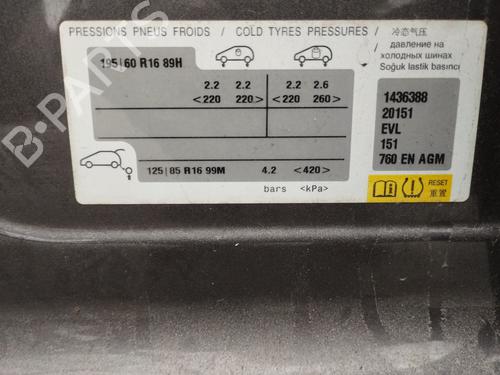 PRESSIONS PNEUS FROIDS / COLD TYRES PRESSURES / 冷态气压
давление на
холодных шинах
Soğuk lastik basıncı
195|60 R16 89H
2.2 2.2 2.2 2.6
<220 220> <220 260>
125|85 R16 99M 4.2 <420>
bars <kPa>
1436388
20151
EVL
151
760 EN AGM
RESET
重置
B-PARTS